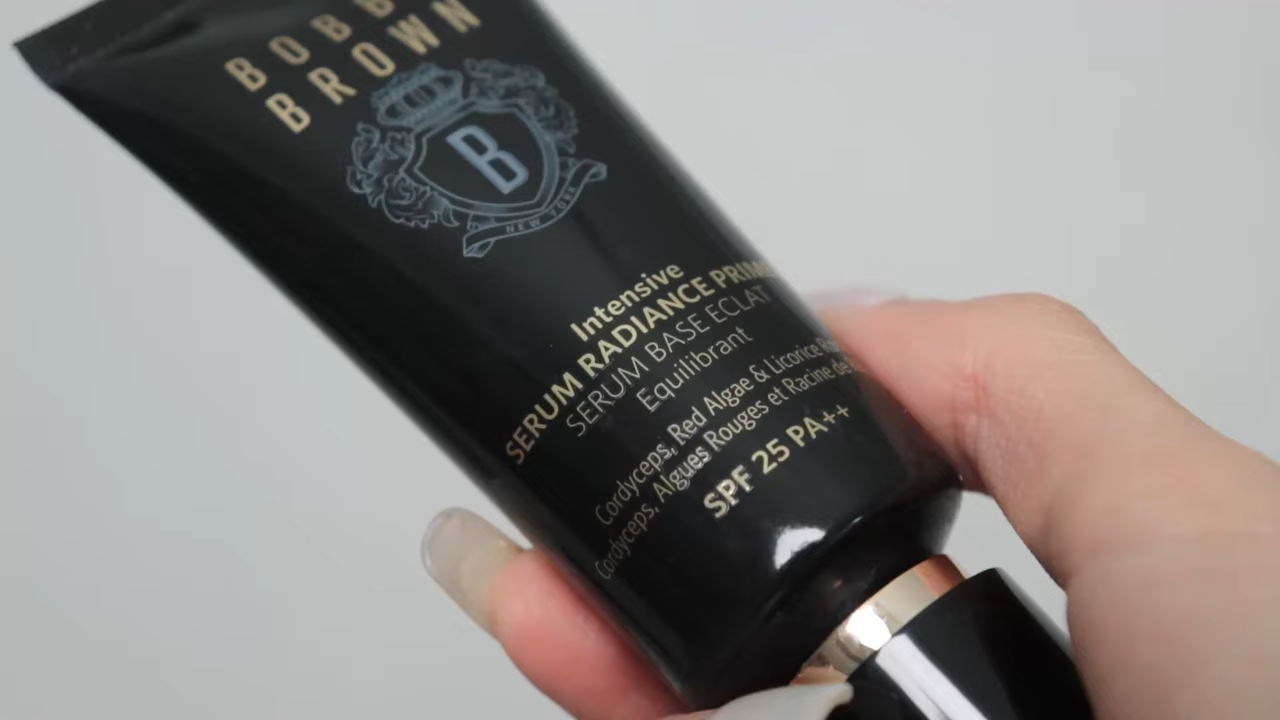 BOBBI
BROWN
B
NEW YORK
Intensive
SERUM RADIANCE PRIM
SERUM BASE ECLAT
Equilibrant
Cordyceps, Red Algae & Licorice
Cordyceps, Algues Rouges et Racine de
SPF 25 PA++